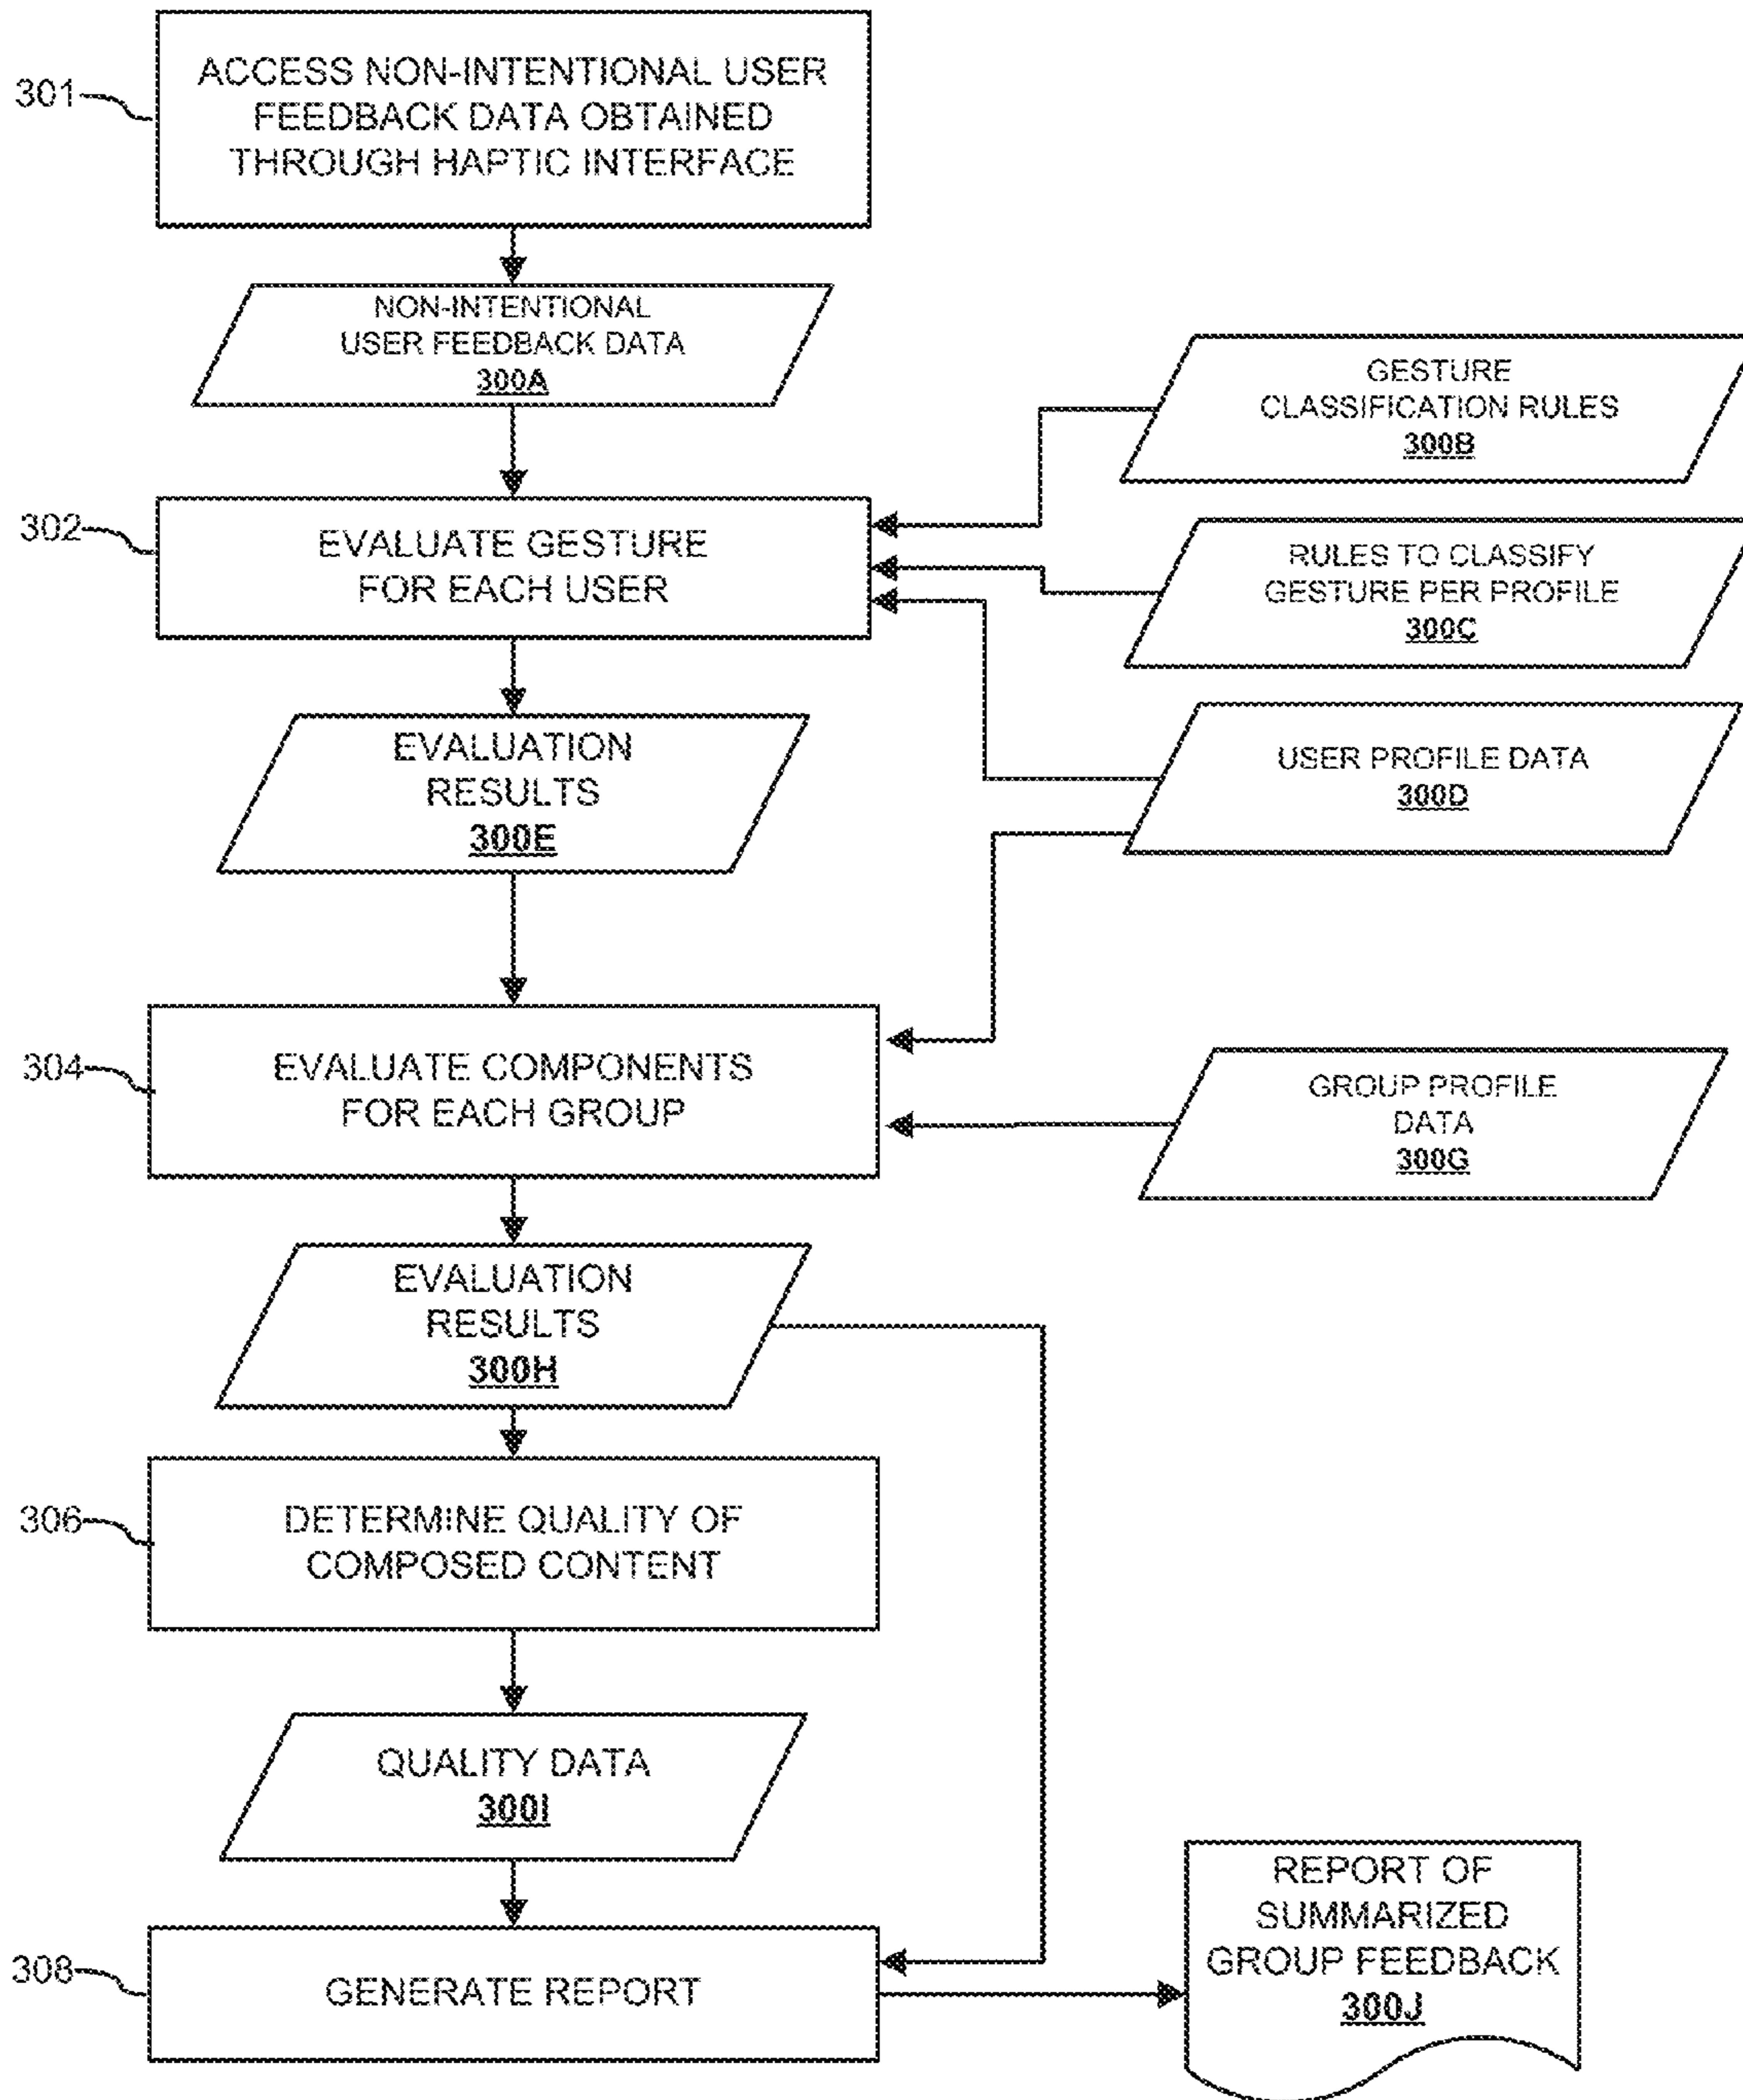 301
ACCESS NON-INTENTIONAL USER
FEEDBACK DATA OBTAINED
THROUGH HAPTIC INTERFACE
NON-INTENTIONAL
USER FEEDBACK DATA
300A
GESTURE
CLASSIFICATION RULES
300B
302
EVALUATE GESTURE
FOR EACH USER
RULES TO CLASSIFY
GESTURE PER PROFILE
300C
EVALUATION
RESULTS
300E
USER PROFILE DATA
300D
304
EVALUATE COMPONENTS
FOR EACH GROUP
GROUP PROFILE
DATA
300G
EVALUATION
RESULTS
300H
306
DETERMINE QUALITY OF
COMPOSED CONTENT
QUALITY DATA
300I
308
GENERATE REPORT
REPORT OF
SUMMARIZED
GROUP FEEDBACK
300J